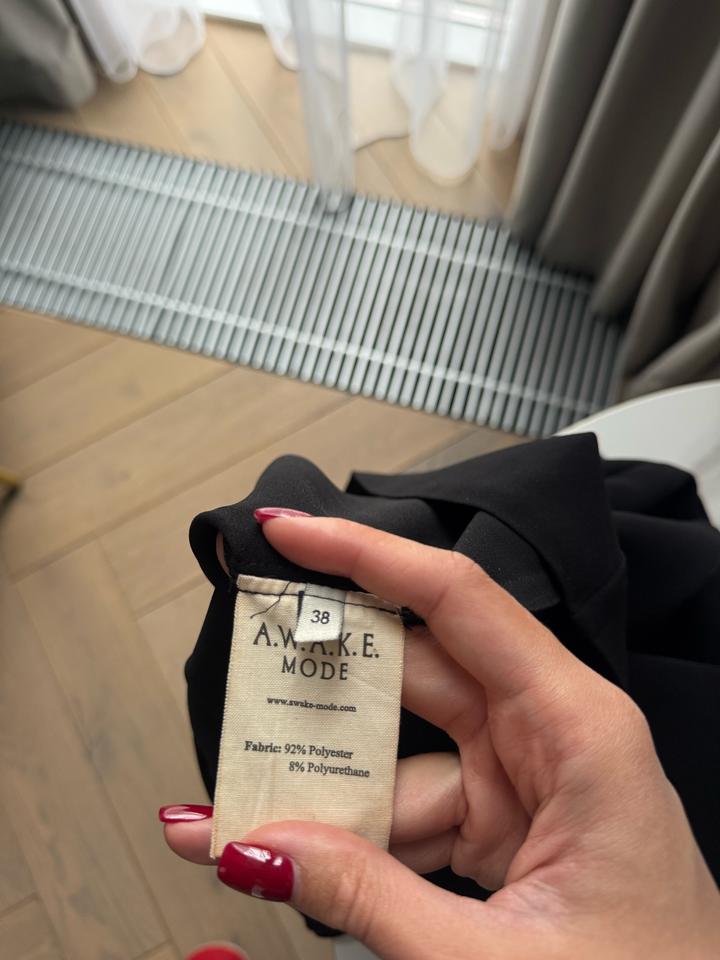 38
A.W.A.K.E.
MODE
www.awake-mode.com
Fabric: 92% Polyester
8% Polyurethane